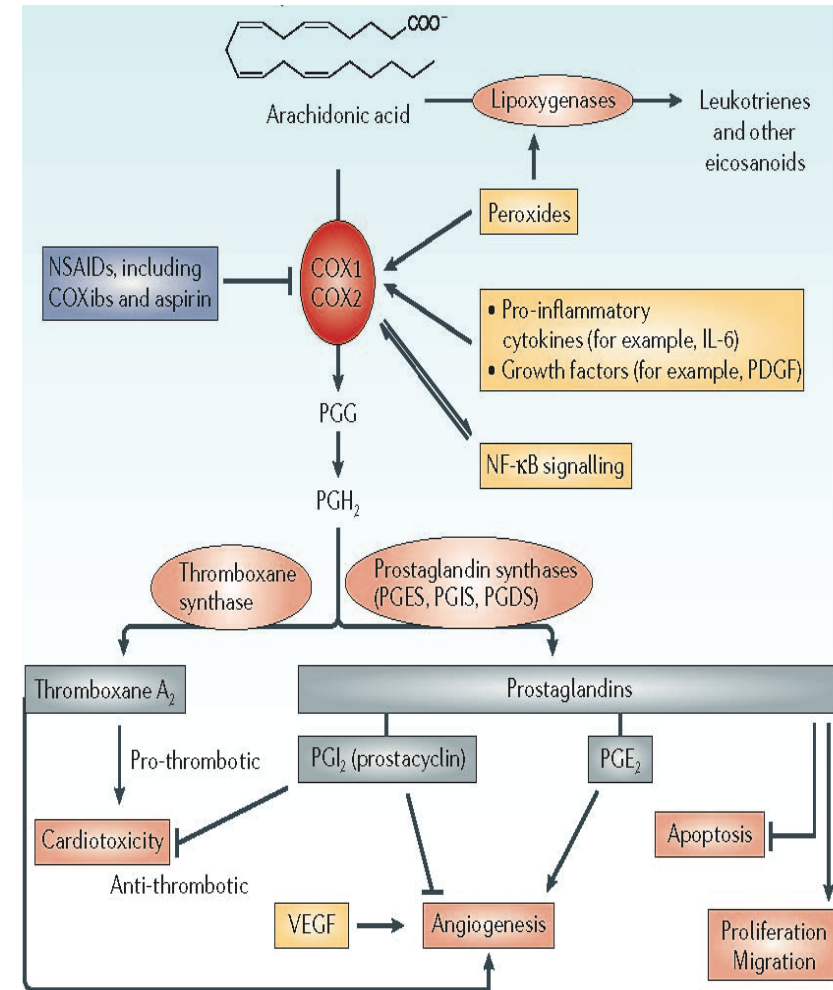 COO⁻
Arachidonic acid
Lipoxygenases
Leukotrienes
and other
eicosanoids
Peroxides
NSAIDs, including
COXibs and aspirin
COX1
COX2
• Pro-inflammatory
cytokines (for example, IL-6)
• Growth factors (for example, PDGF)
PGG
NF-κB signalling
PGH₂
Thromboxane
synthase
Prostaglandin synthases
(PGES, PGIS, PGDS)
Thromboxane A₂
Prostaglandins
PGI₂ (prostacyclin)
PGE₂
Pro-thrombotic
Cardiotoxicity
Apoptosis
Anti-thrombotic
VEGF
Angiogenesis
Proliferation
Migration